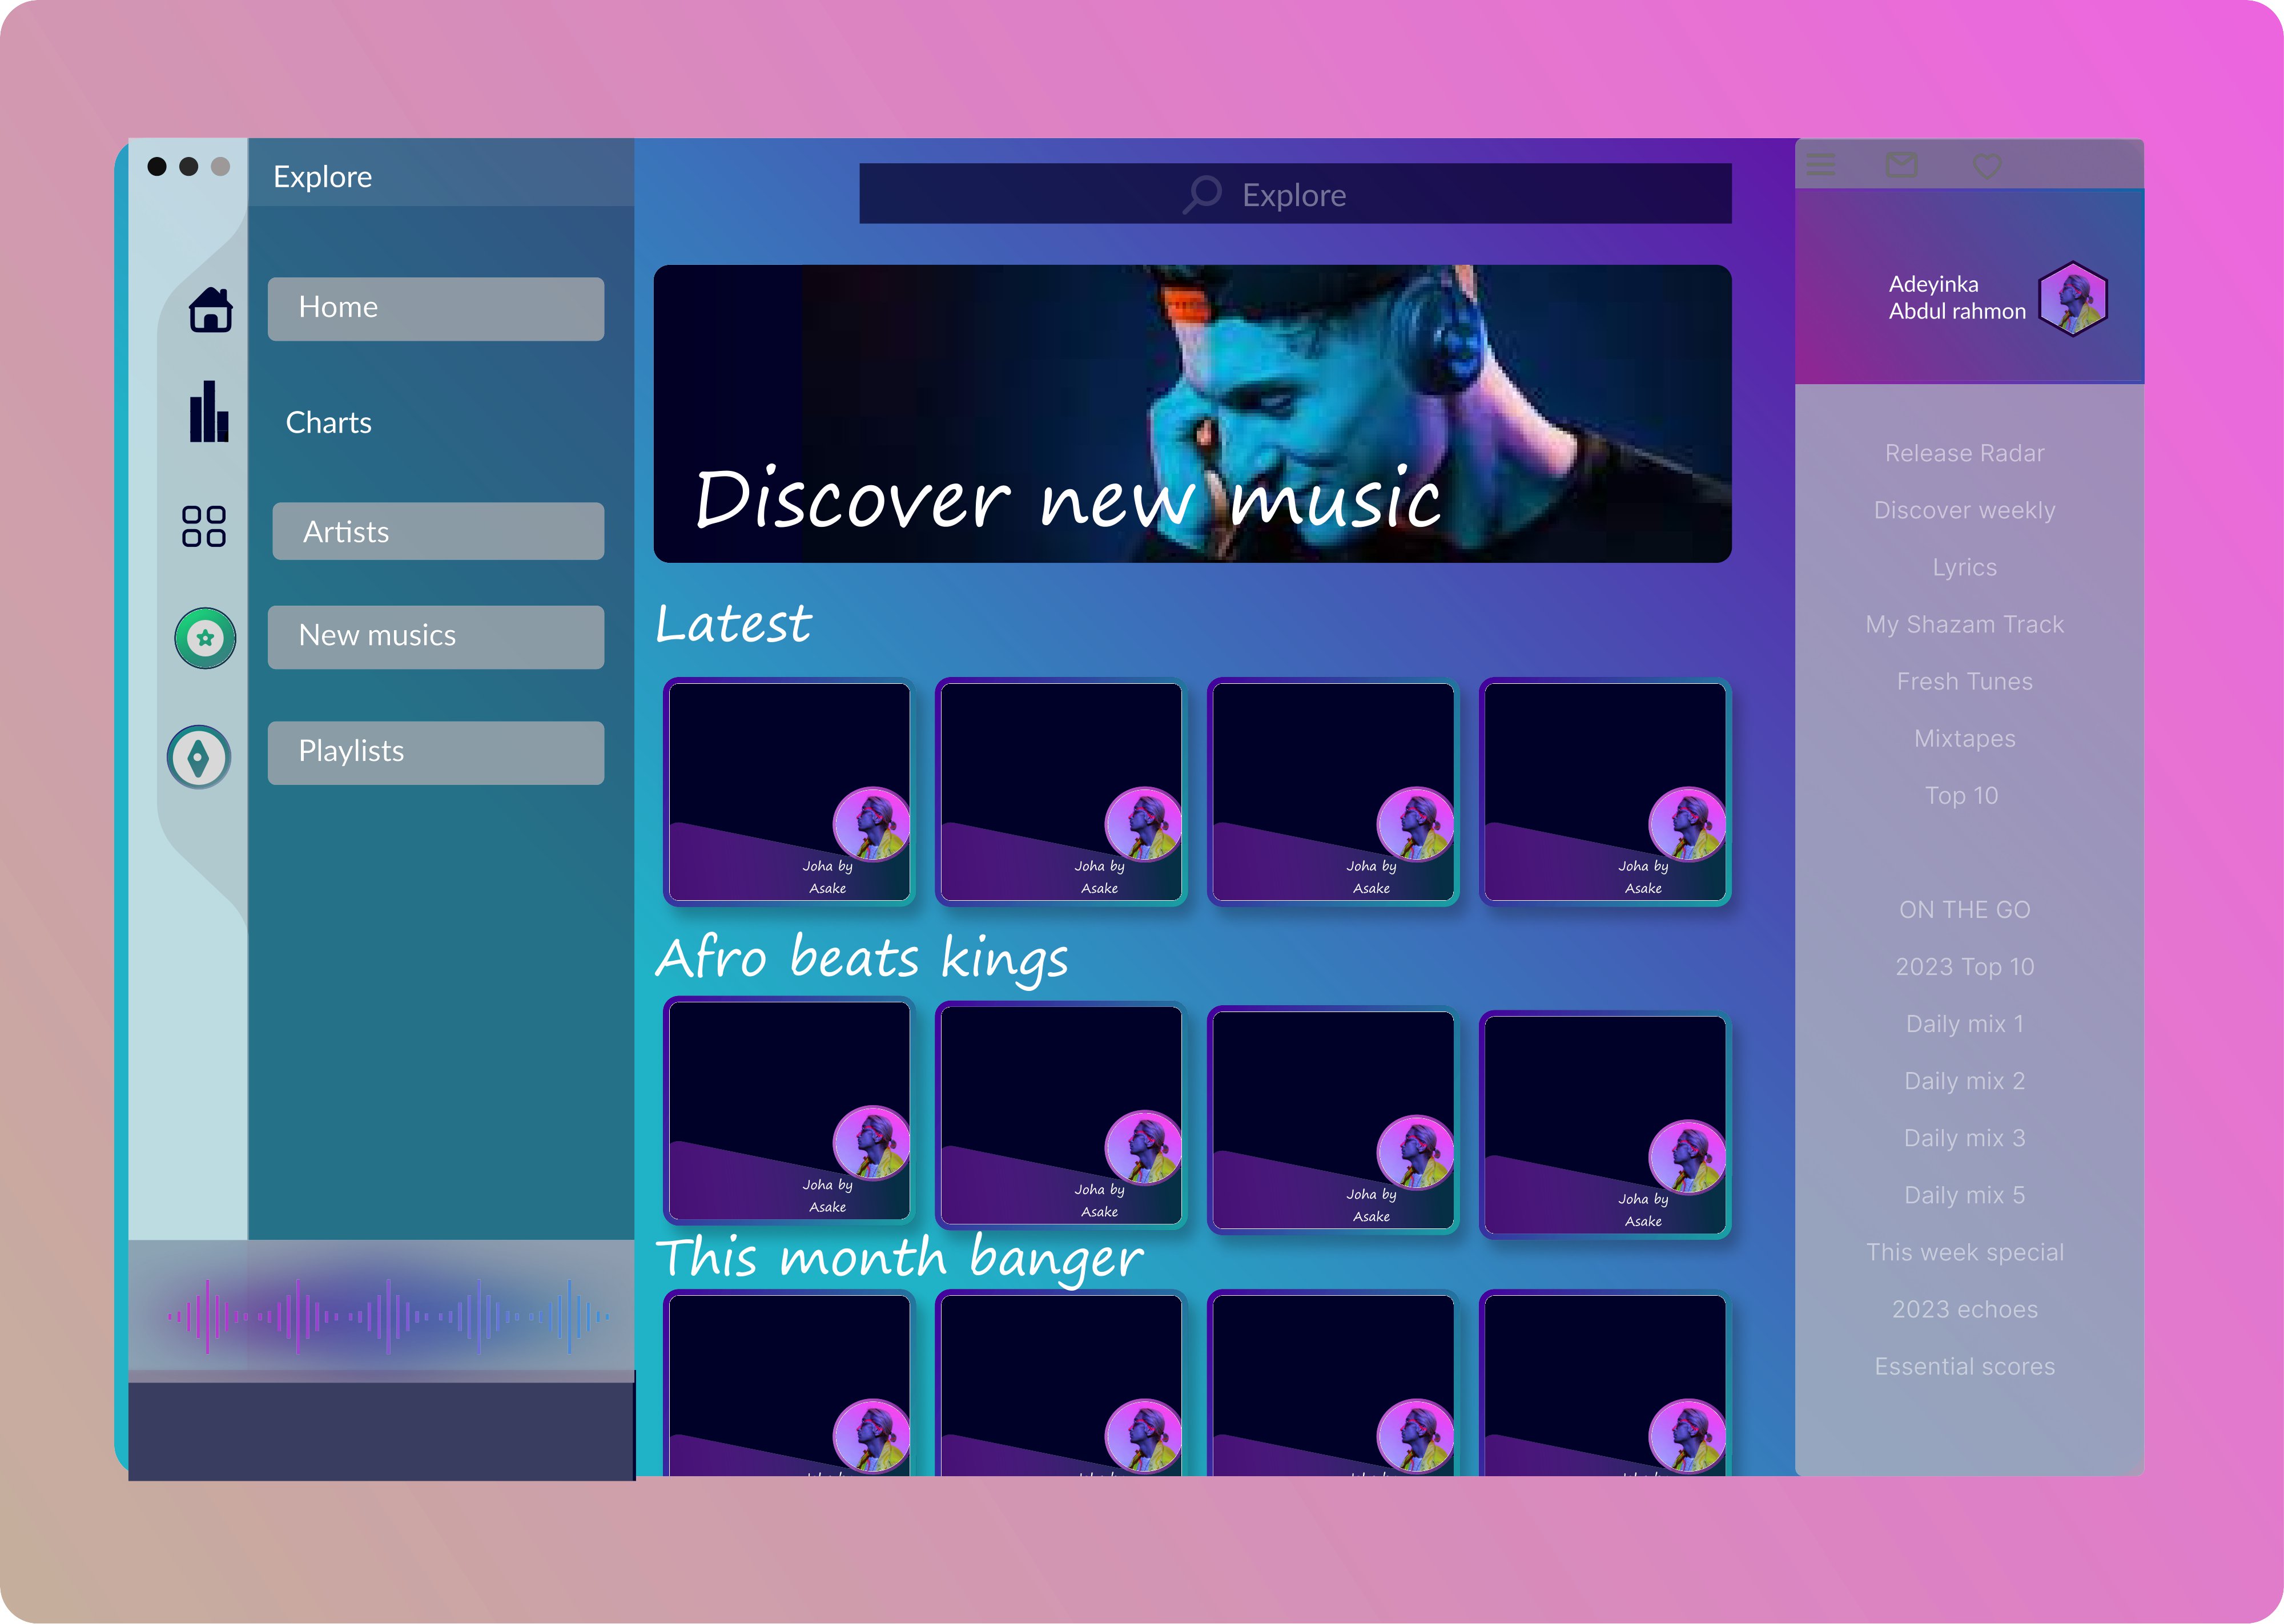 Explore
Home
Charts
Artists
New musics
Playlists
Explore
Discover new music
Latest
Joha by
Asake
Joha by
Asake
Joha by
Asake
Joha by
Asake
Afro beats kings
Joha by
Asake
Joha by
Asake
Joha by
Asake
Joha by
Asake
This month banger
Adeyinka
Abdul rahmon
Release Radar
Discover weekly
Lyrics
My Shazam Track
Fresh Tunes
Mixtapes
Top 10
ON THE GO
2023 Top 10
Daily mix 1
Daily mix 2
Daily mix 3
Daily mix 5
This week special
2023 echoes
Essential scores